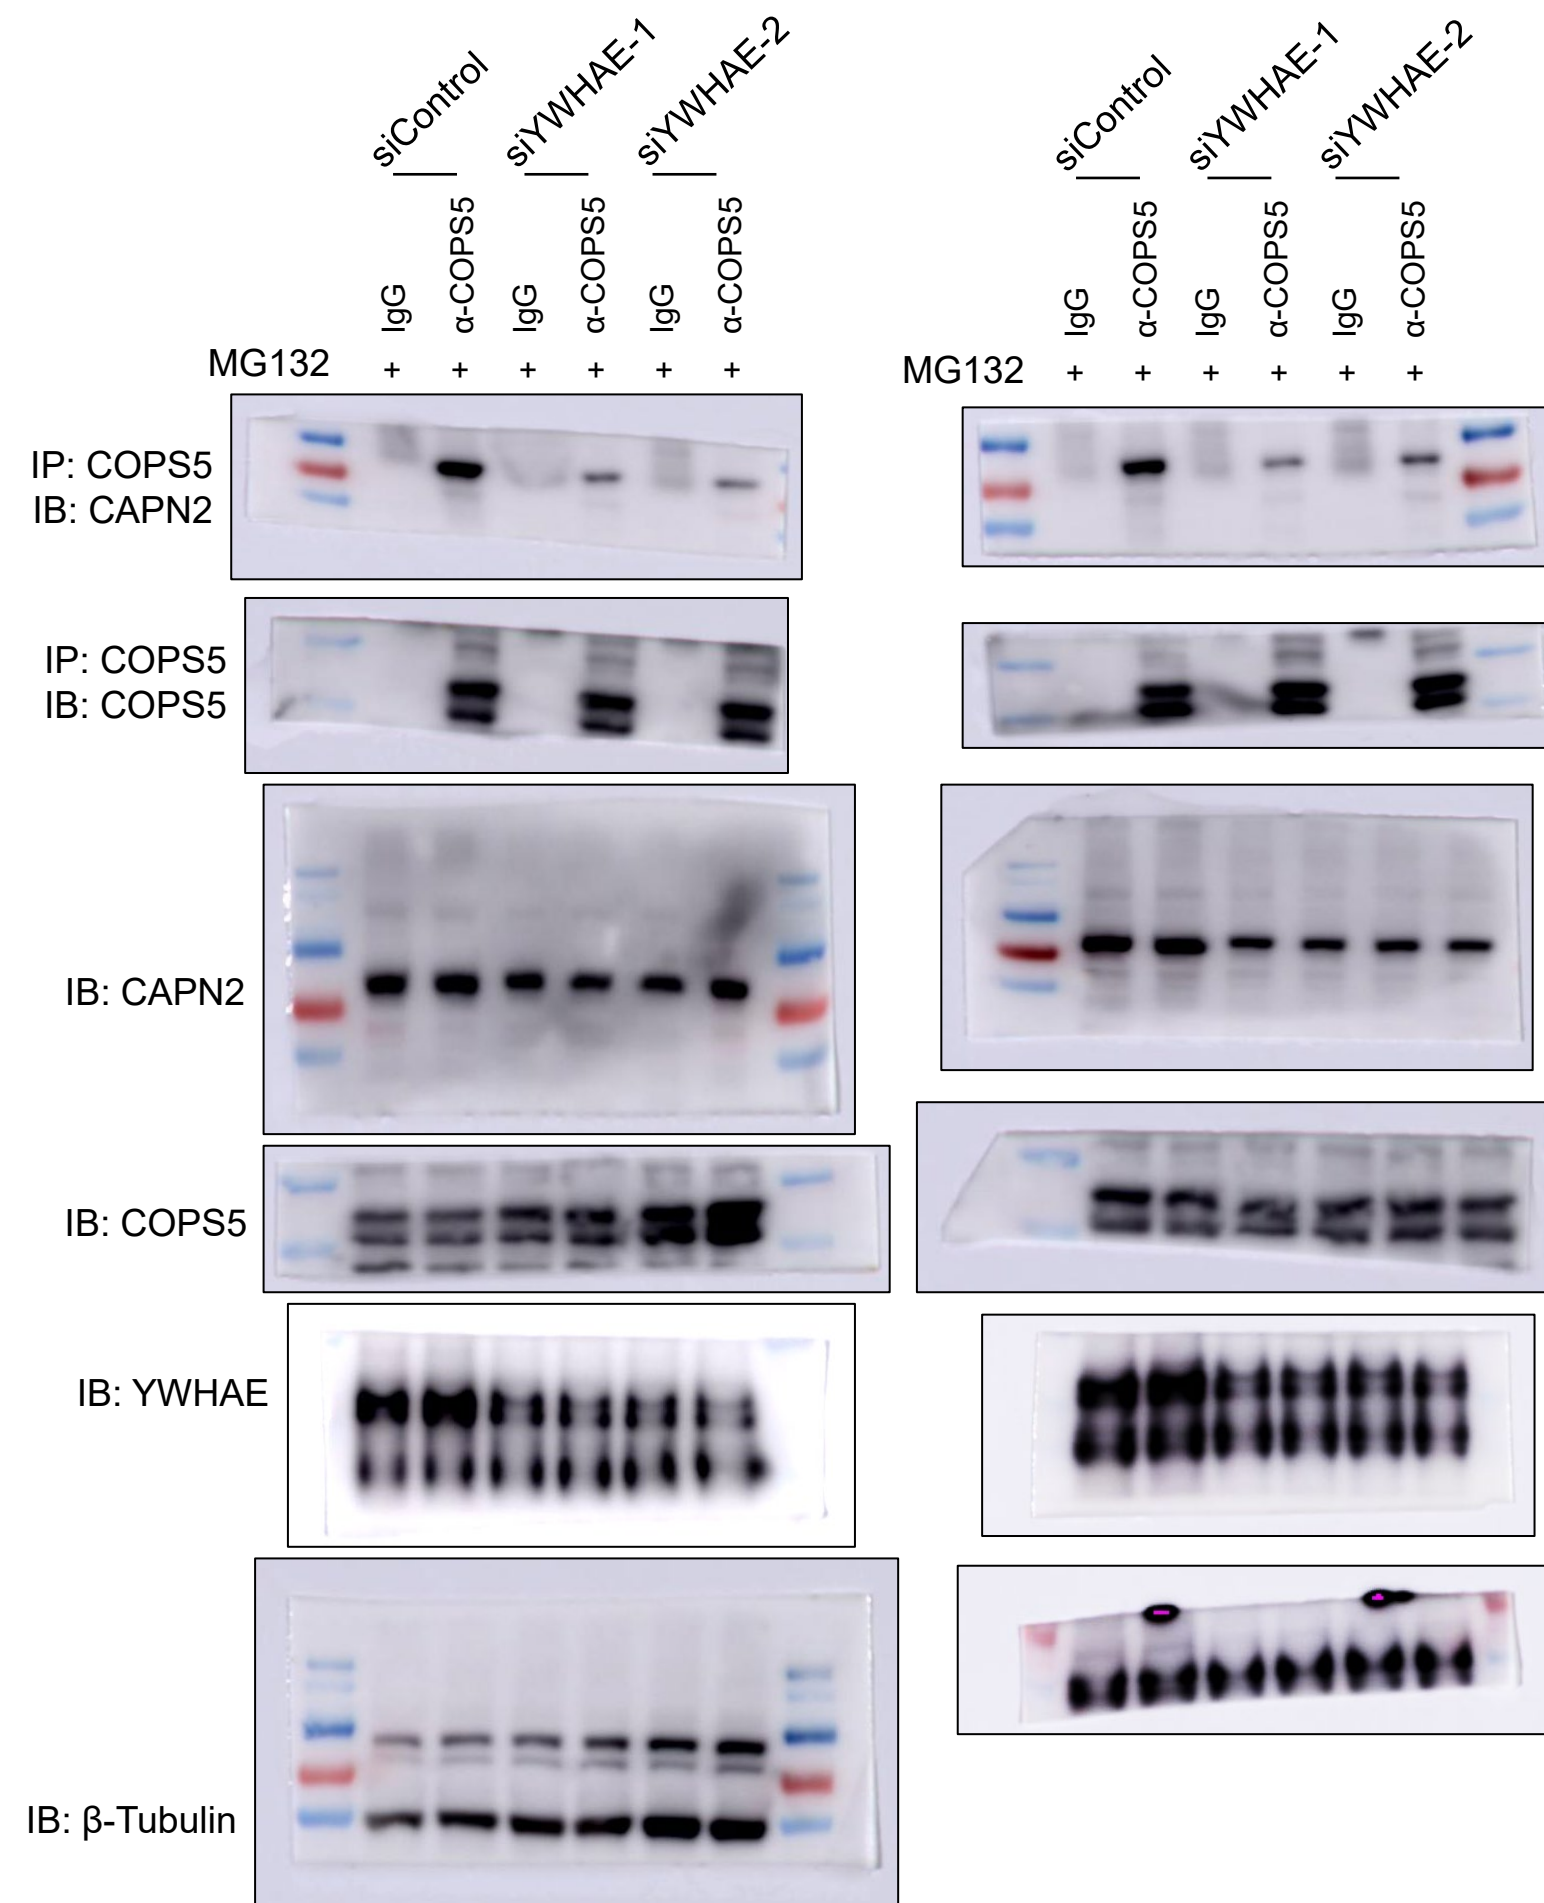 siControl siYWHAE-1 siYWHAE-2 siControl siYWHAE-1 siYWHAE-2
IgG α-COPS5 IgG α-COPS5 IgG α-COPS5 IgG α-COPS5 IgG α-COPS5 IgG α-COPS5
MG132 + + + + + + MG132 + + + + + +
IP: COPS5
IB: CAPN2
IP: COPS5
IB: COPS5
IB: CAPN2
IB: COPS5
IB: YWHAE
IB: β-Tubulin